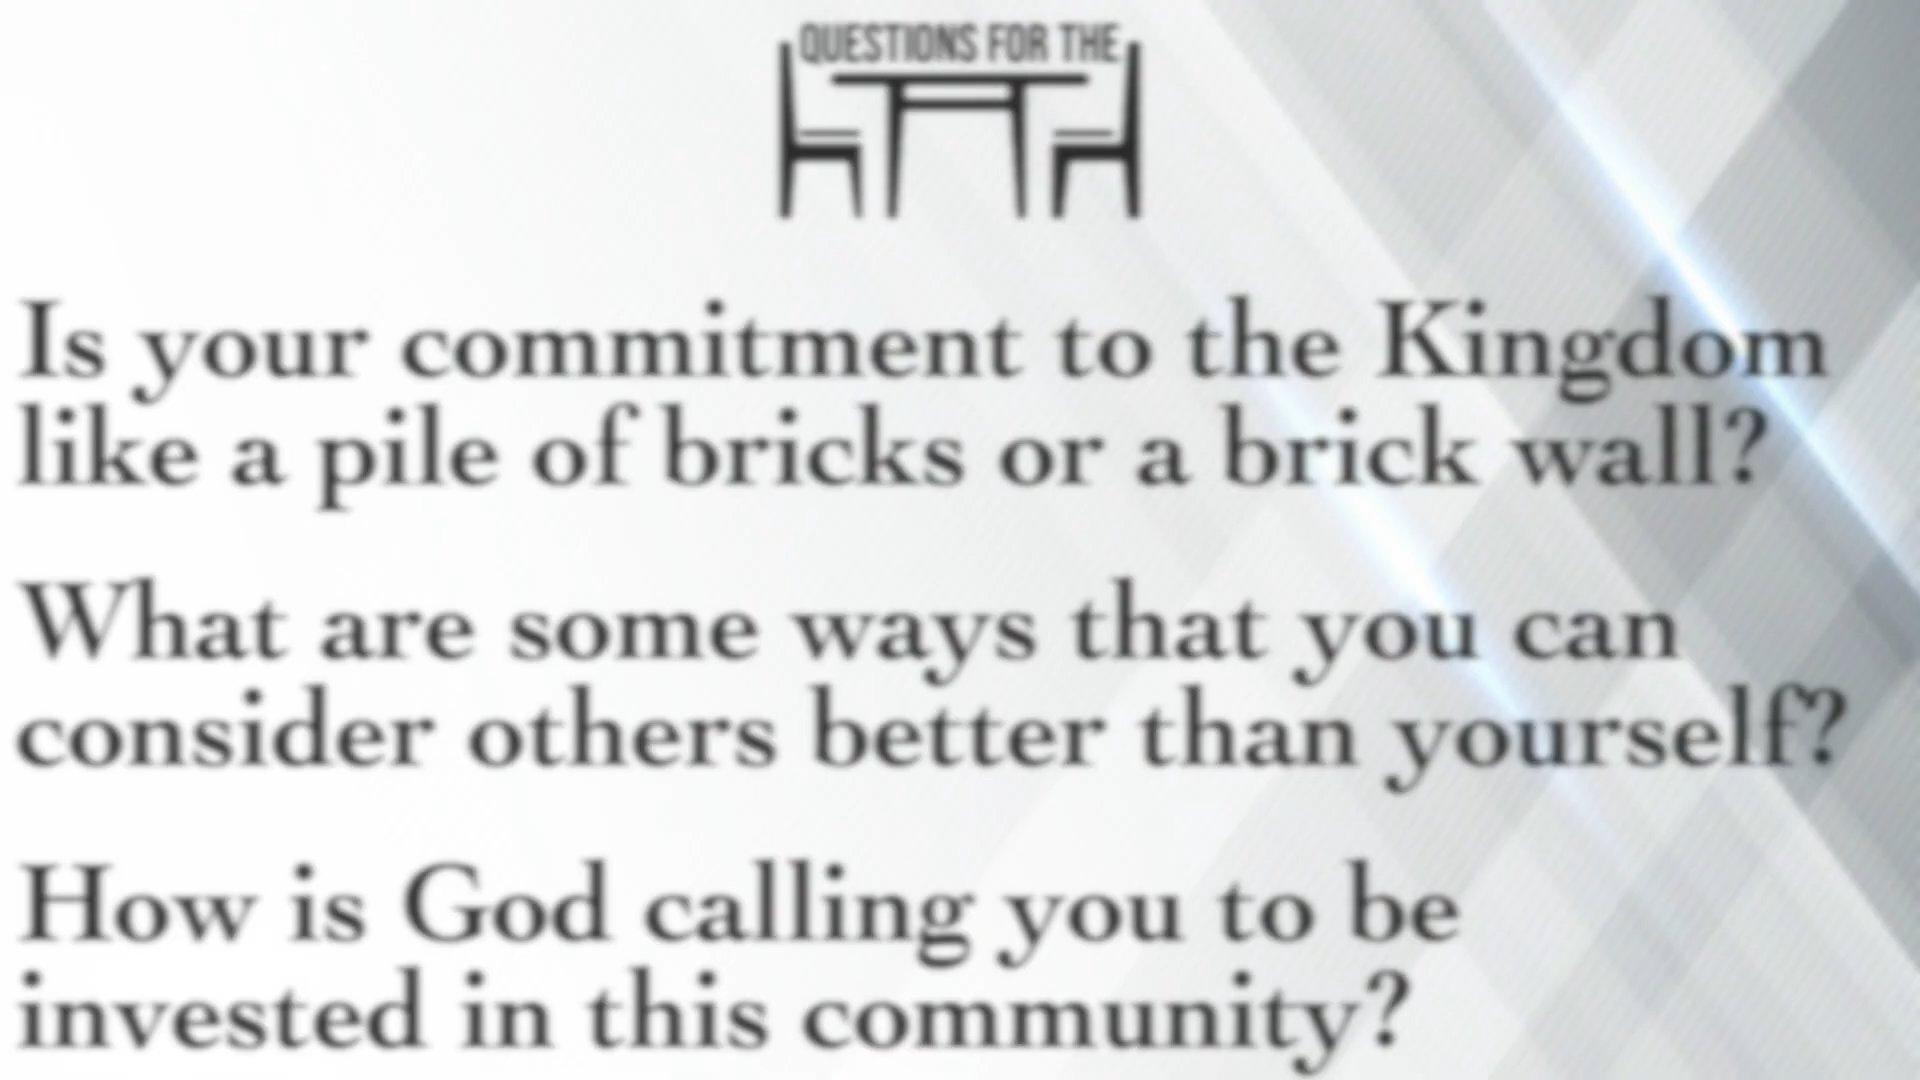 QUESTIONS FOR THE
Is your commitment to the Kingdom
like a pile of bricks or a brick wall?
What are some ways that you can
consider others better than yourself?
How is God calling you to be
invested in this community?